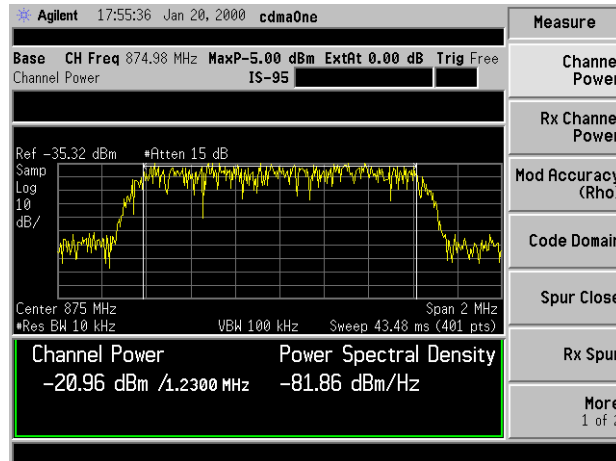 Agilent 17:55:36 Jan 20, 2000 cdmaOne
Measure
Base CH Freq 874.98 MHz MaxP-5.00 dBm ExtAt 0.00 dB Trig Free
Channel Power IS-95
Channe
Power
Rx Channe
Power
Ref -35.32 dBm #Atten 15 dB
Samp
Log
10
dB/
Mod Accuracy
(Rho)
Code Domain
Spur Close
Center 875 MHz Span 2 MHz
#Res BW 10 kHz VBW 100 kHz Sweep 43.48 ms (401 pts)
Channel Power Power Spectral Density
-20.96 dBm /1.2300 MHz -81.86 dBm/Hz
Rx Spur
More
1 of 2